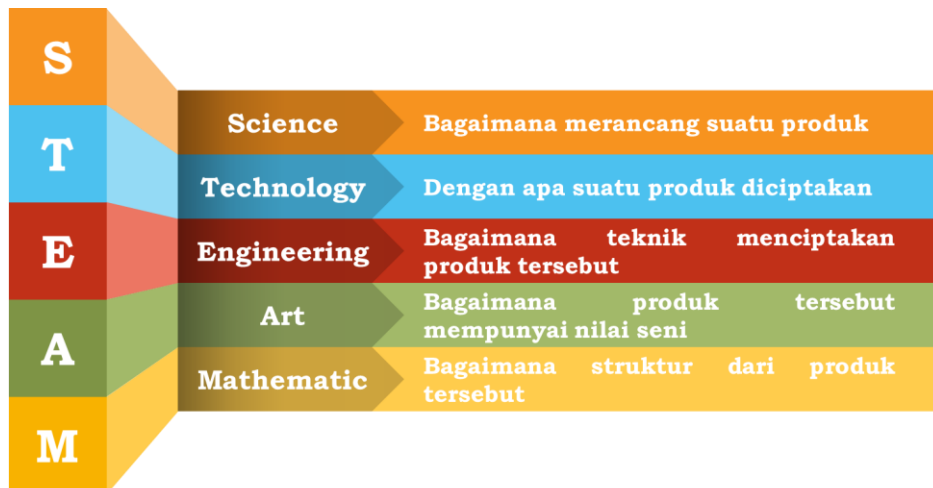 S
T
E
A
M
Science
Bagaimana merancang suatu produk
Technology
Dengan apa suatu produk diciptakan
Engineering
Bagaimana teknik menciptakan
produk tersebut
Art
Bagaimana produk tersebut
mempunyai nilai seni
Mathematic
Bagaimana struktur dari produk
tersebut